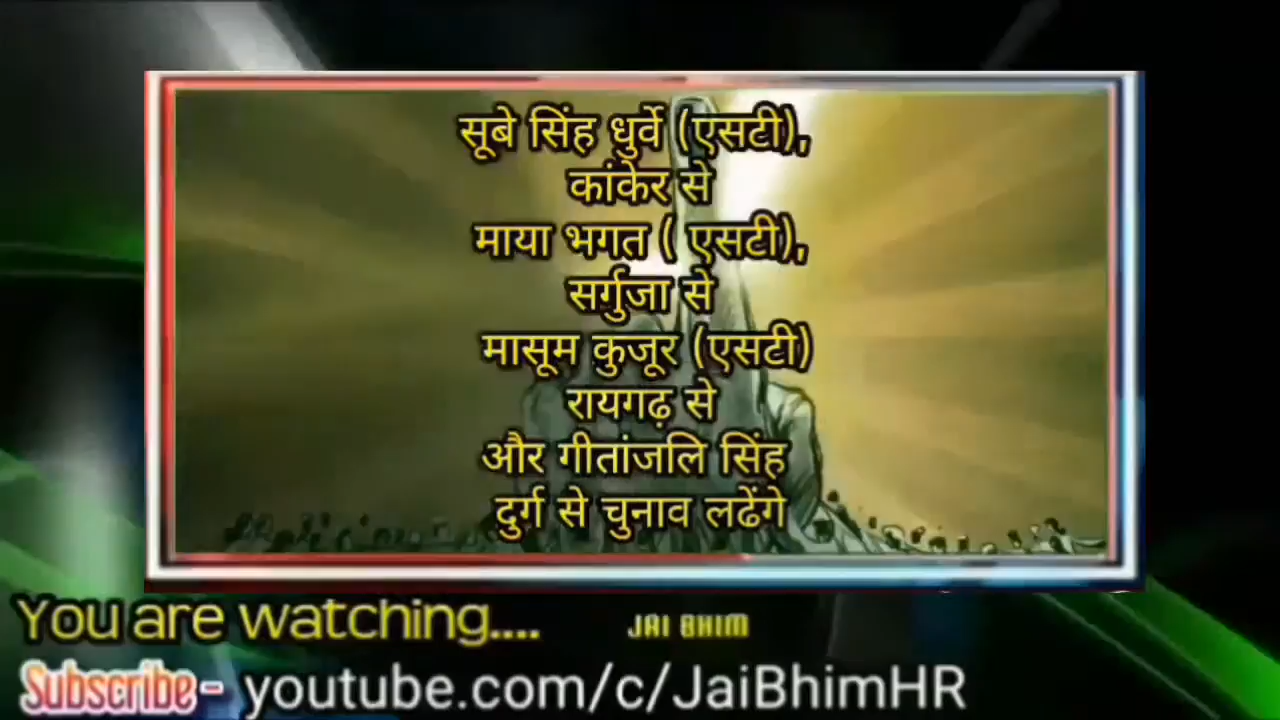 सूबे सिंह धुर्वे (एसटी),
कांकेर से
माया भगत ( एसटी),
सर्गुजा से
मासूम कुजूर (एसटी)
रायगढ़ से
और गीतांजलि सिंह
दुर्ग से चुनाव लढेंगे
You are watching.... JAI BHIM
Subscribe- youtube.com/c/JaiBhimHR